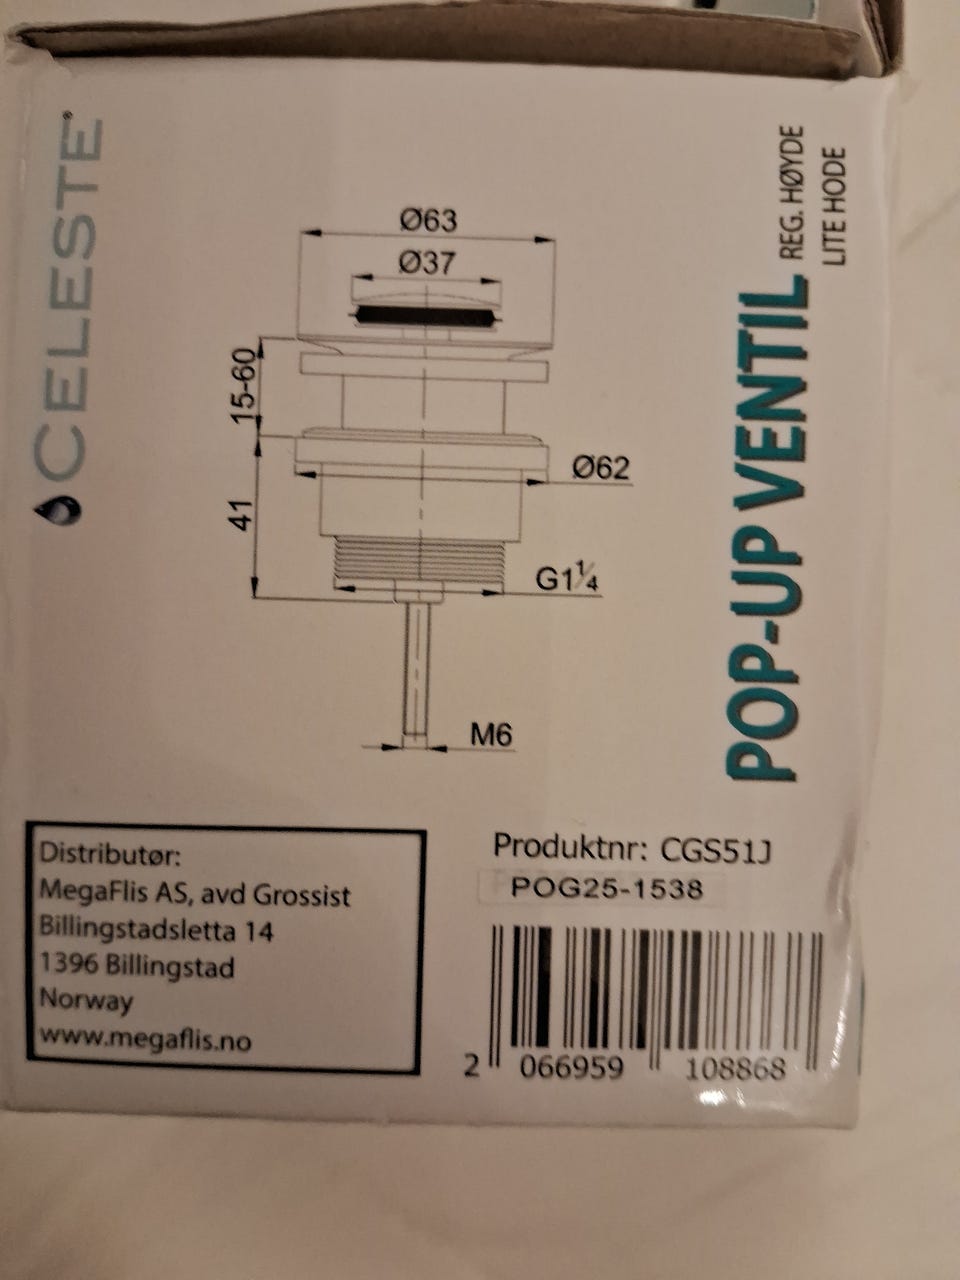 CELESTE®
POP-UP VENTIL
REG. HØYDE
LITE HODE
Ø63
Ø37
15-60
Ø62
41
G1¼
M6
Distributør:
MegaFlis AS, avd Grossist
Billingstadsletta 14
1396 Billingstad
Norway
www.megaflis.no
Produktnr: CGS51J
POG25-1538
2 066959 108868